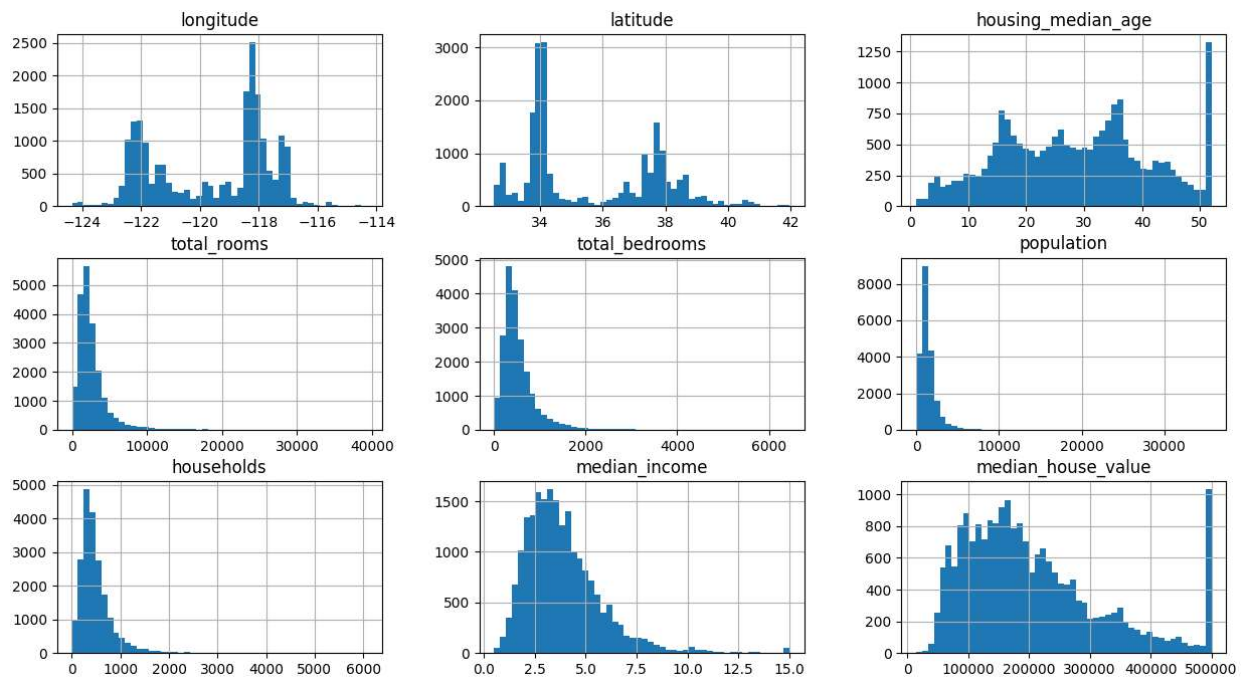 longitude
latitude
housing_median_age
2500
2000
1500
1000
500
0
−124 −122 −120 −118 −116 −114
3000
2000
1000
0
34 36 38 40 42
1250
1000
750
500
250
0
0 10 20 30 40 50
total_rooms
total_bedrooms
population
5000
4000
3000
2000
1000
0
0 10000 20000 30000 40000
5000
4000
3000
2000
1000
0
0 2000 4000 6000
8000
6000
4000
2000
0
0 10000 20000 30000
households
median_income
median_house_value
5000
4000
3000
2000
1000
0
0 1000 2000 3000 4000 5000 6000
1500
1000
500
0
0.0 2.5 5.0 7.5 10.0 12.5 15.0
1000
800
600
400
200
0
0 100000 200000 300000 400000 500000